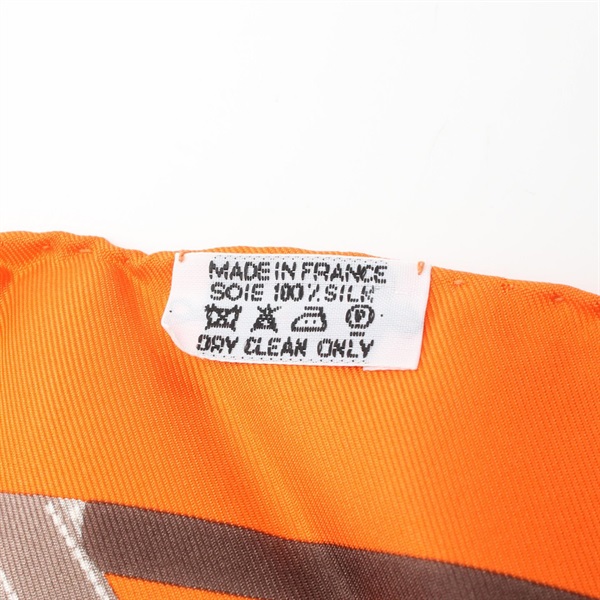 MADE IN FRANCE
SOIE 100% SILK
P
DRY CLEAN ONLY